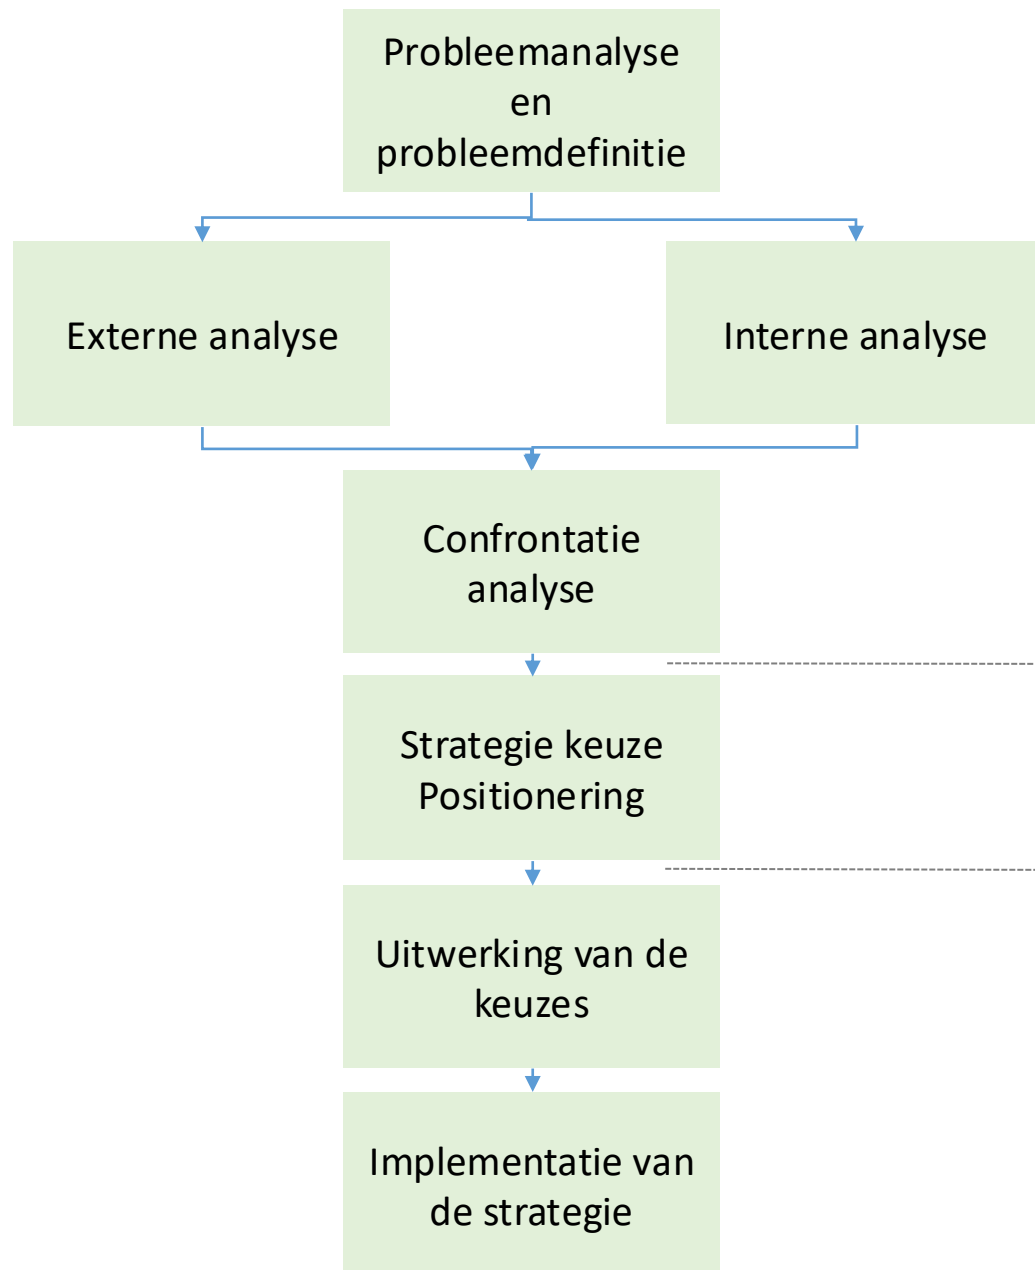 Probleemanalyse
en
probleemdefinitie
Externe analyse
Interne analyse
Confrontatie
analyse
Strategie keuze
Positionering
Uitwerking van de
keuzes
Implementatie van
de strategie